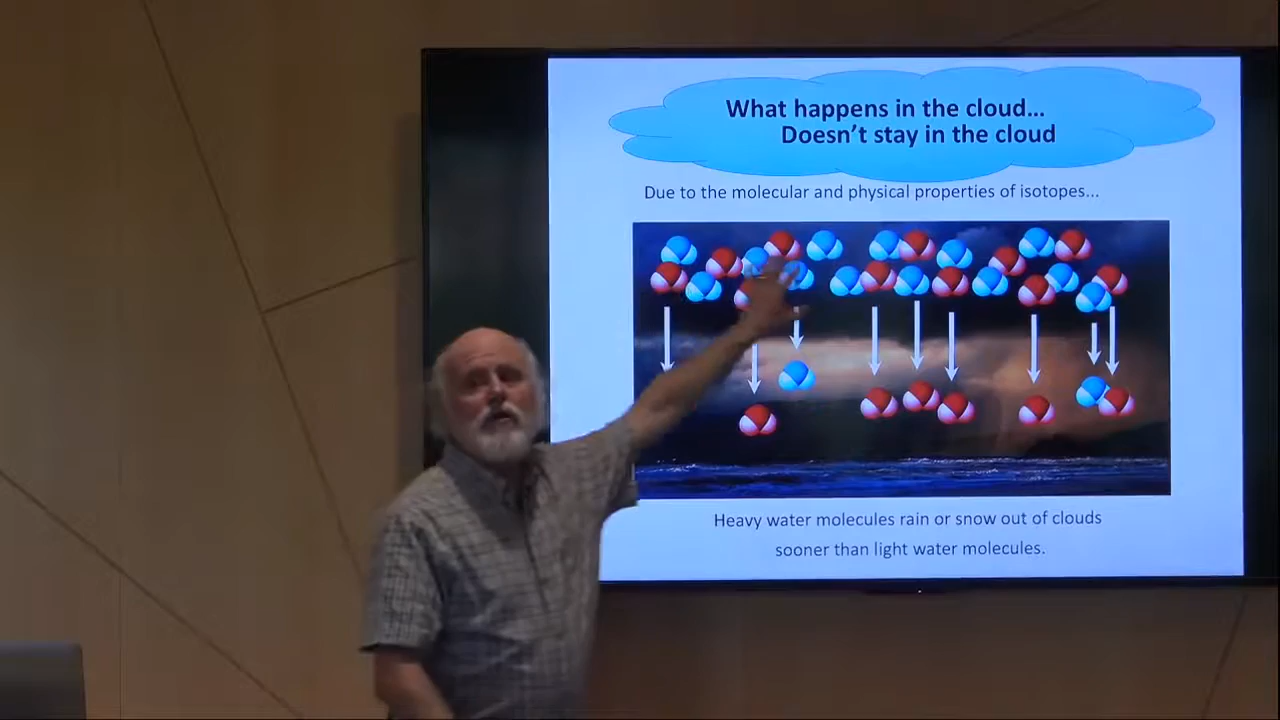 What happens in the cloud…
Doesn't stay in the cloud
Due to the molecular and physical properties of isotopes...
Heavy water molecules rain or snow out of clouds
sooner than light water molecules.